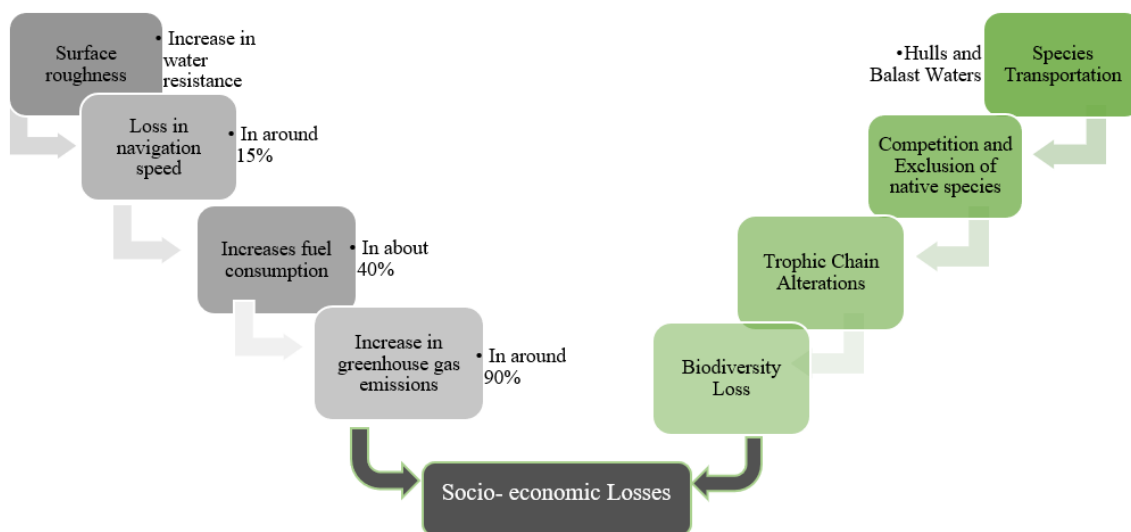 Surface
roughness
• Increase in
water
resistance
Loss in
navigation
speed
• In around
15%
Increases fuel
consumption
• In about
40%
Increase in
greenhouse gas
emissions
• In around
90%
•Hulls and
Balast Waters
Species
Transportation
Competition and
Exclusion of
native species
Trophic Chain
Alterations
Biodiversity
Loss
Socio- economic Losses